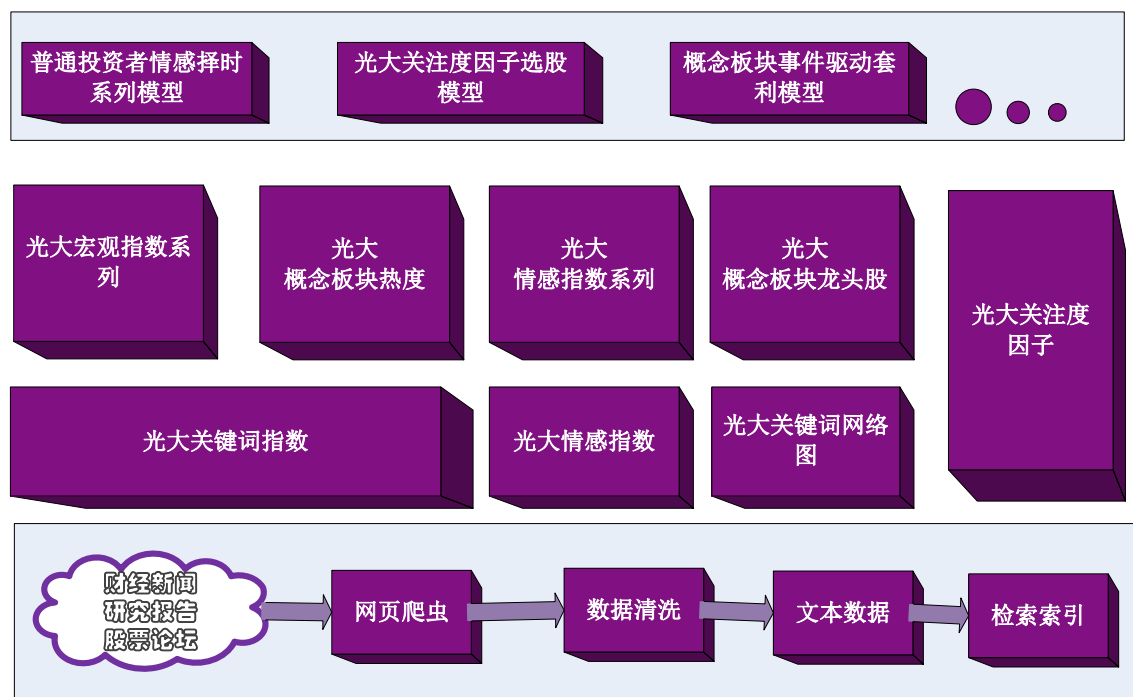 普通投资者情感择时
系列模型
光大关注度因子选股
模型
概念板块事件驱动套
利模型
光大宏观指数系
列
光大
概念板块热度
光大
情感指数系列
光大
概念板块龙头股
光大关注度
因子
光大关键词指数
光大情感指数
光大关键词网络
图
财经新闻
研究报告
股票论坛
网页爬虫
数据清洗
文本数据
检索索引